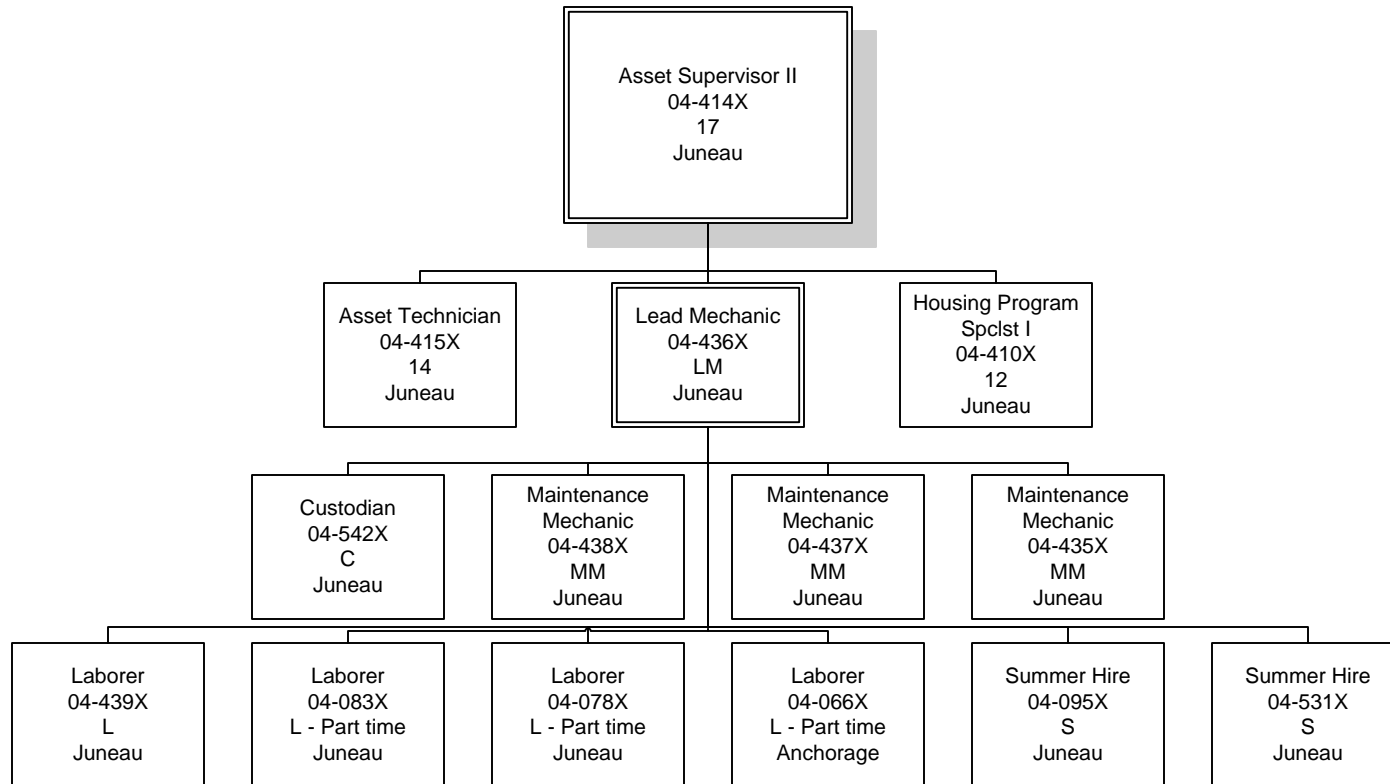 Asset Supervisor II
04-414X
17
Juneau
Asset Technician
04-415X
14
Juneau
Lead Mechanic
04-436X
LM
Juneau
Housing Program
Spclst I
04-410X
12
Juneau
Custodian
04-542X
C
Juneau
Maintenance
Mechanic
04-438X
MM
Juneau
Maintenance
Mechanic
04-437X
MM
Juneau
Maintenance
Mechanic
04-435X
MM
Juneau
Laborer
04-439X
L
Juneau
Laborer
04-083X
L - Part time
Juneau
Laborer
04-078X
L - Part time
Juneau
Laborer
04-066X
L - Part time
Anchorage
Summer Hire
04-095X
S
Juneau
Summer Hire
04-531X
S
Juneau